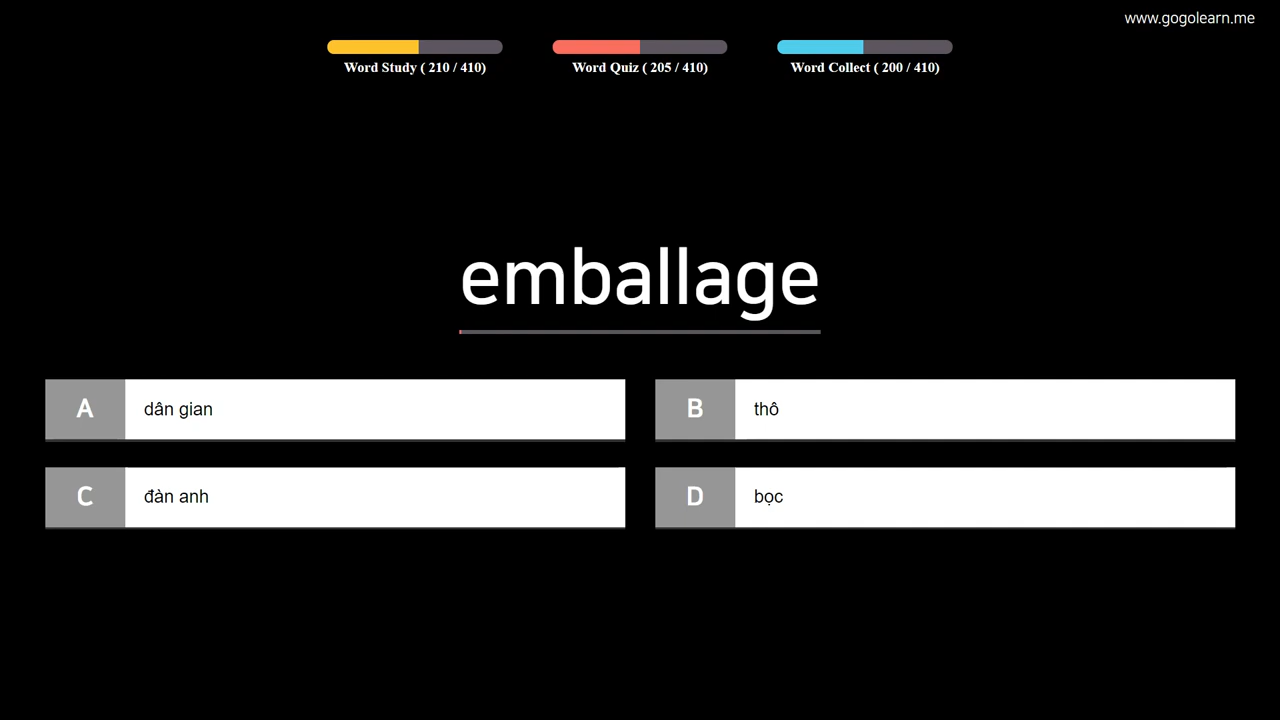 www.gogolearn.me
Word Study ( 210 / 410)
Word Quiz ( 205 / 410)
Word Collect ( 200 / 410)
emballage
A dân gian
B thô
C đàn anh
D bọc